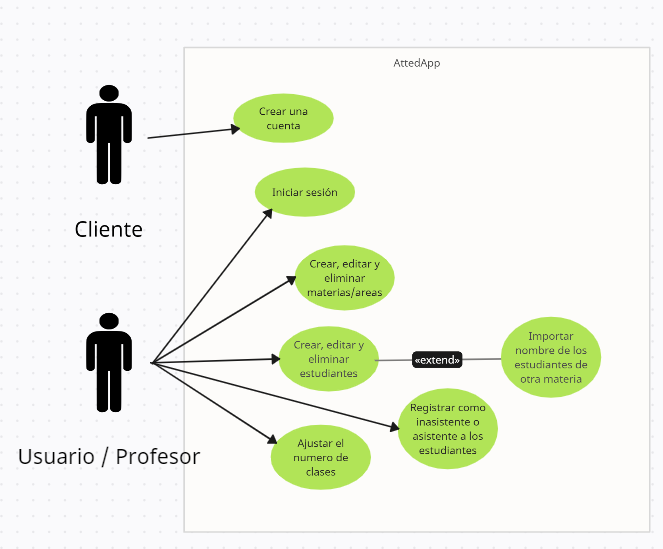 AttedApp
Crear una
cuenta
Cliente
Iniciar sesión
Crear, editar y
eliminar
materias/areas
Crear, editar y
eliminar
estudiantes
«extend»
Importar
nombre de los
estudiantes de
otra materia
Usuario / Profesor
Registrar como
inasistente o
asistente a los
estudiantes
Ajustar el
numero de
clases